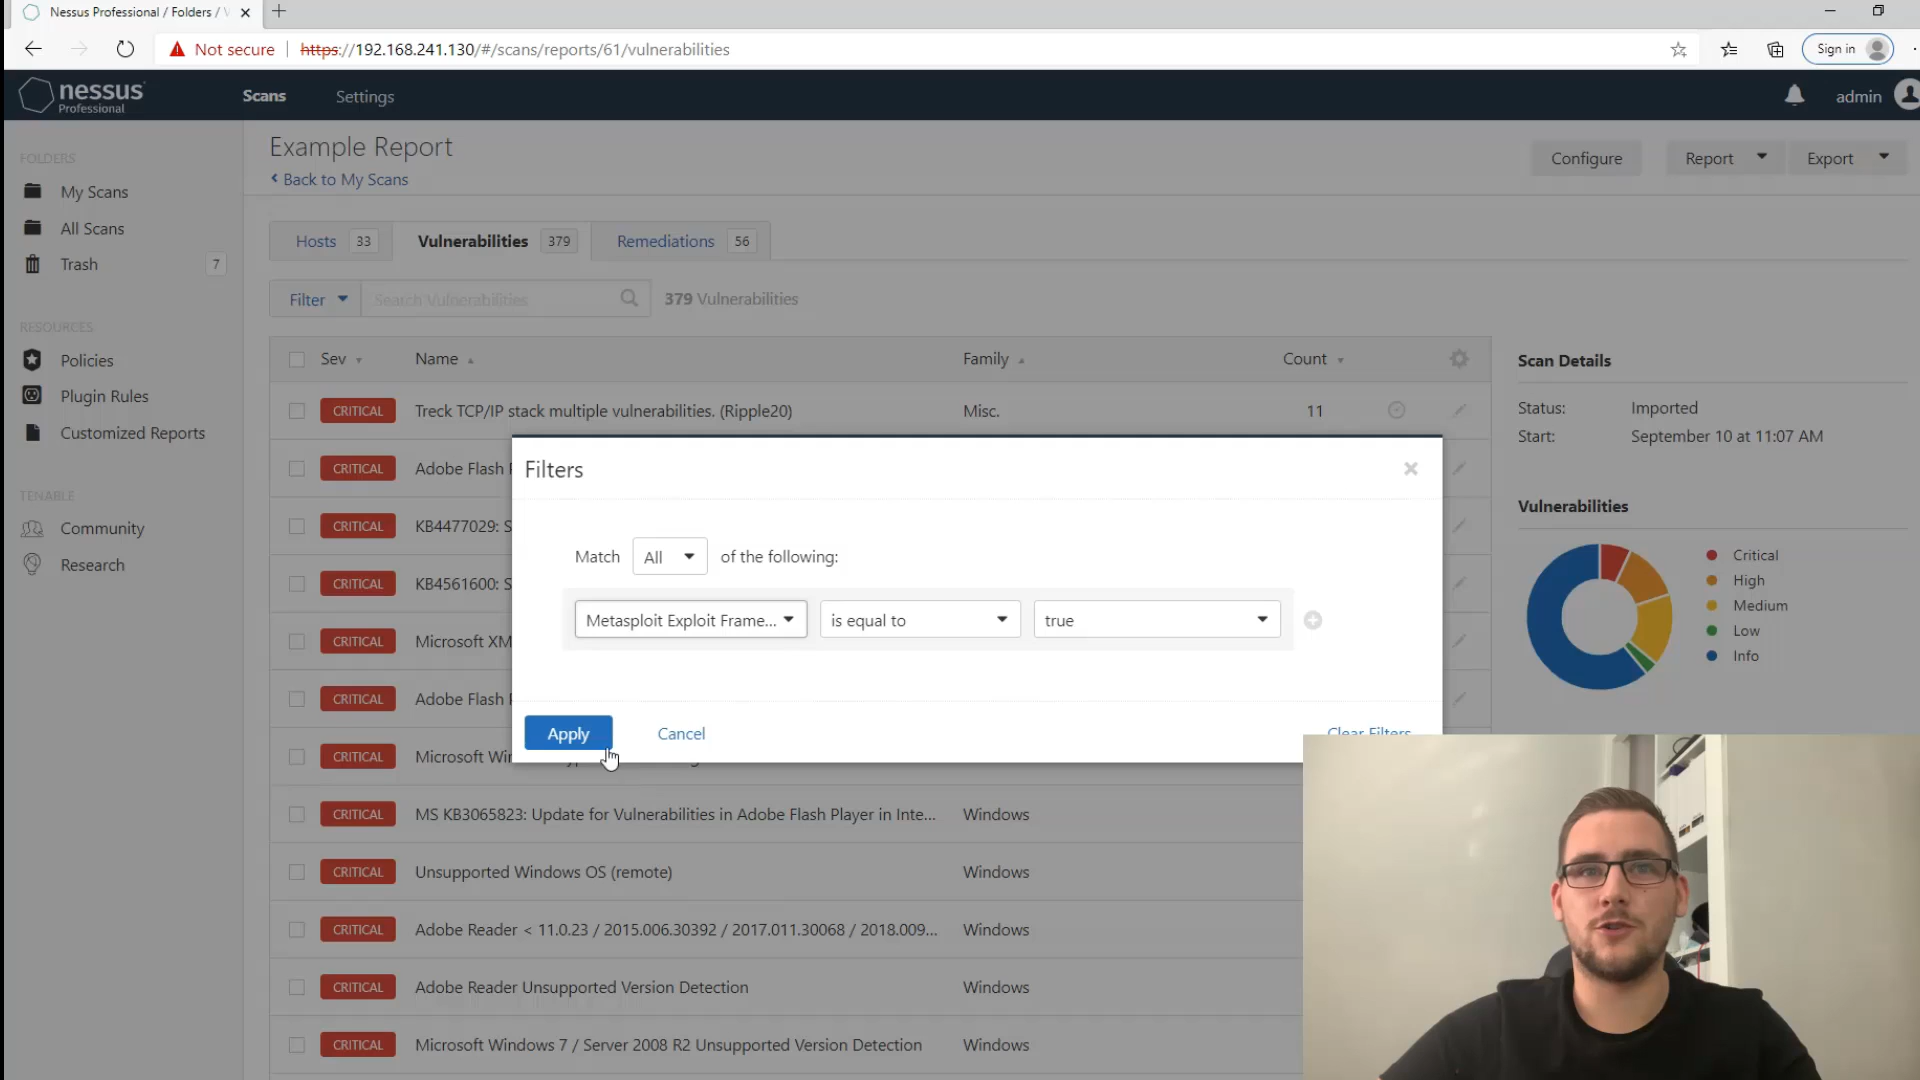 Nessus Professional / Folders /
Not secure https://192.168.241.130/#/scans/reports/61/vulnerabilities
Sign in
nessus
Professional
Scans
Settings
admin
FOLDERS
My Scans
All Scans
Trash 7
RESOURCES
Policies
Plugin Rules
Customized Reports
TENABLE
Community
Research
Example Report
Back to My Scans
Configure
Report
Export
Hosts 33
Vulnerabilities 379
Remediations 56
Filter
Search Vulnerabilities
379 Vulnerabilities
Sev Name Family Count
CRITICAL Treck TCP/IP stack multiple vulnerabilities. (Ripple20) Misc. 11
CRITICAL Adobe Flash
CRITICAL KB4477029: S
CRITICAL KB4561600: S
CRITICAL Microsoft XM
CRITICAL Adobe Flash
CRITICAL Microsoft Wi
CRITICAL MS KB3065823: Update for Vulnerabilities in Adobe Flash Player in Inte... Windows
CRITICAL Unsupported Windows OS (remote) Windows
CRITICAL Adobe Reader < 11.0.23 / 2015.006.30392 / 2017.011.30068 / 2018.009... Windows
CRITICAL Adobe Reader Unsupported Version Detection Windows
CRITICAL Microsoft Windows 7 / Server 2008 R2 Unsupported Version Detection Windows
Filters
Match All of the following:
Metasploit Exploit Frame... is equal to true
Apply
Cancel
Clear Filters
Scan Details
Status: Imported
Start: September 10 at 11:07 AM
Vulnerabilities
Critical
High
Medium
Low
Info